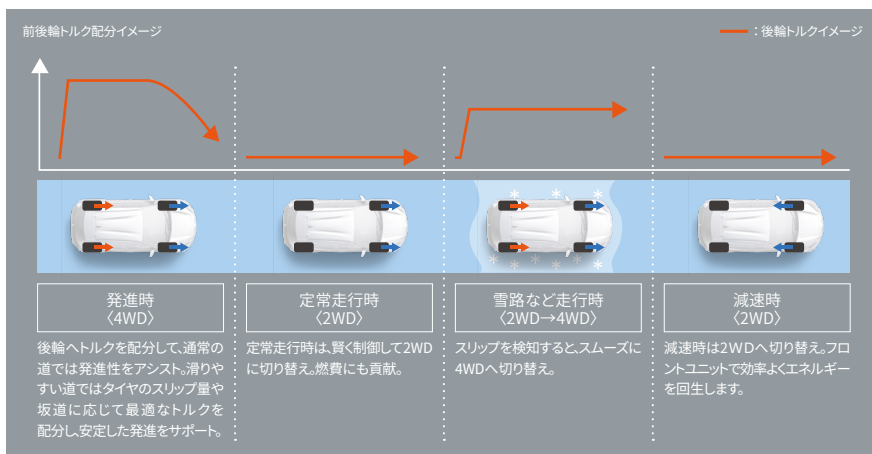 前後輪トルク配分イメージ
：後輪トルクイメージ
発進時
〈4WD〉
後輪へトルクを配分して、通常の
道では発進性をアシスト。滑りや
すい道ではタイヤのスリップ量や
坂道に応じて最適なトルクを
配分し、安定した発進をサポート。
定常走行時
〈2WD〉
定常走行時は、賢く制御して2WD
に切り替え。燃費にも貢献。
雪路など走行時
〈2WD→4WD〉
スリップを検知すると、スムーズに
4WDへ切り替え。
減速時
〈2WD〉
減速時は2WDへ切り替え。フロ
ントユニットで効率よくエネルギー
を回生します。